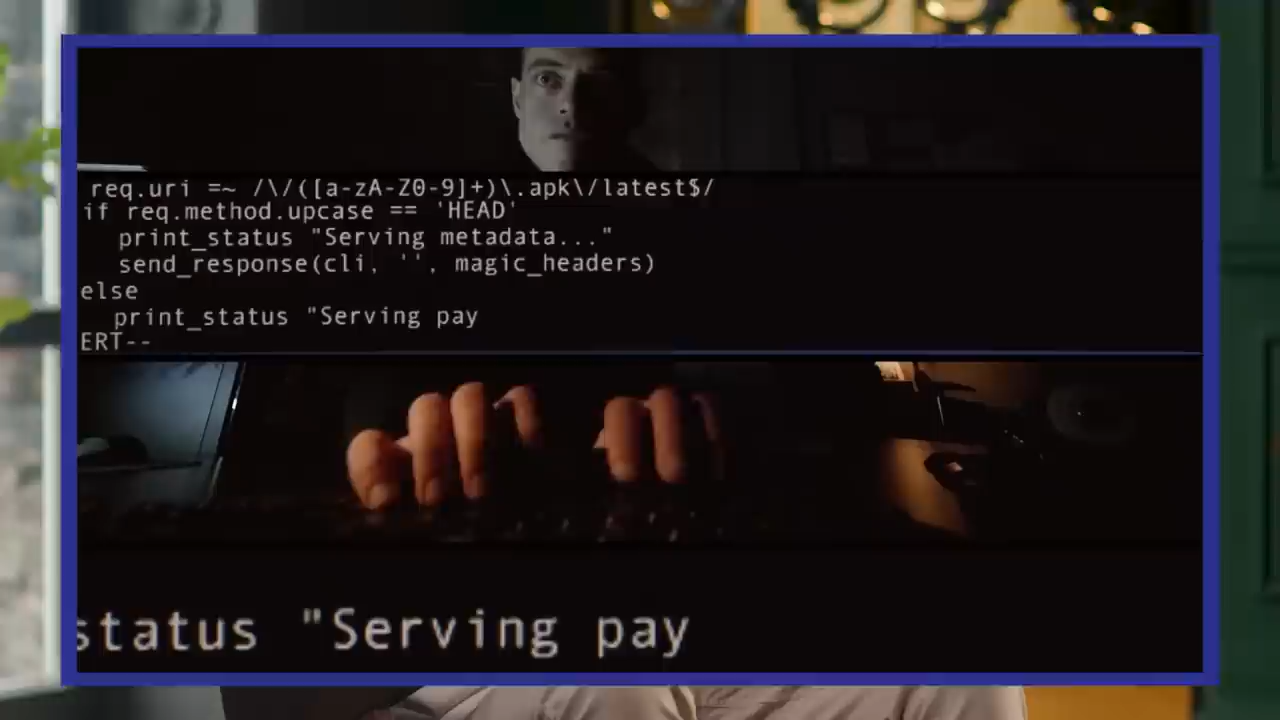 req.uri =~ /\/([a-zA-Z0-9]+)\.apk\/latest$/
if req.method.upcase == 'HEAD'
print_status "Serving metadata..."
send_response(cli, '', magic_headers)
else
print_status "Serving pay
ERT--
status "Serving pay